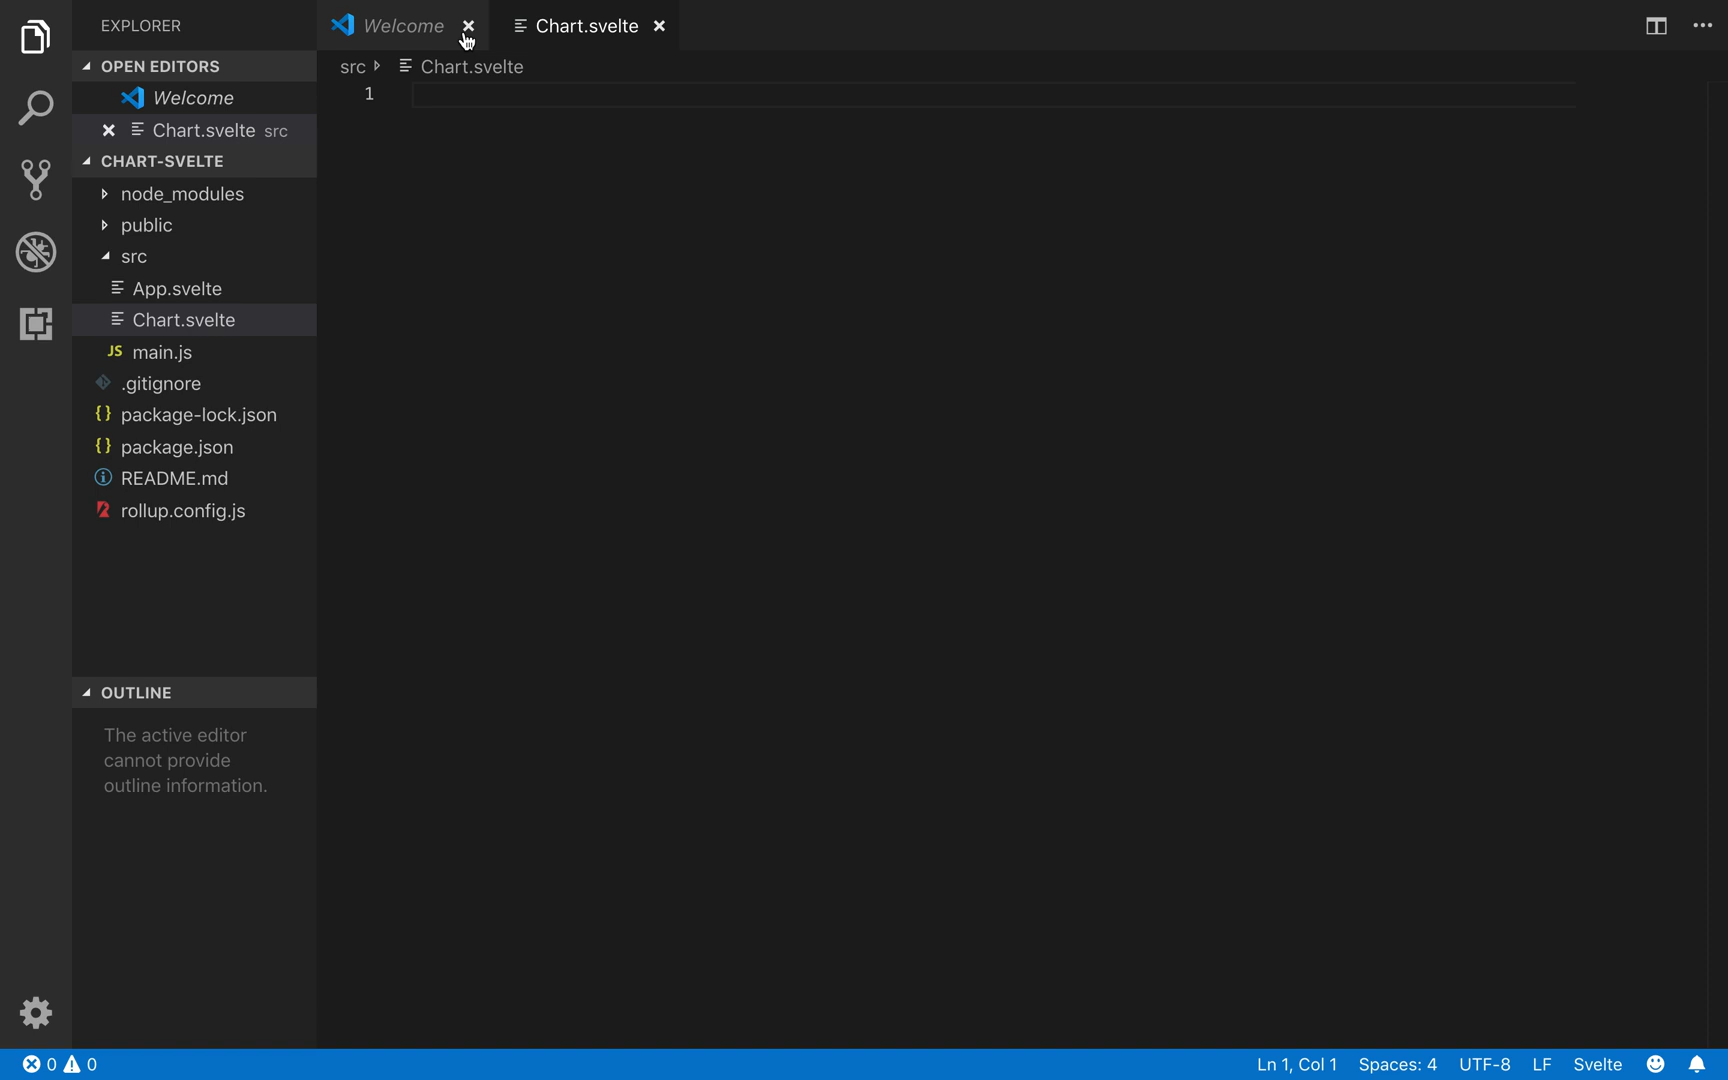 EXPLORER
OPEN EDITORS
Welcome
Chart.svelte src
CHART-SVELTE
node_modules
public
src
App.svelte
Chart.svelte
JS main.js
.gitignore
{} package-lock.json
{} package.json
README.md
rollup.config.js
OUTLINE
The active editor
cannot provide
outline information.
Welcome
Chart.svelte
src
Chart.svelte
1
0 0
Ln 1, Col 1
Spaces: 4
UTF-8
LF
Svelte